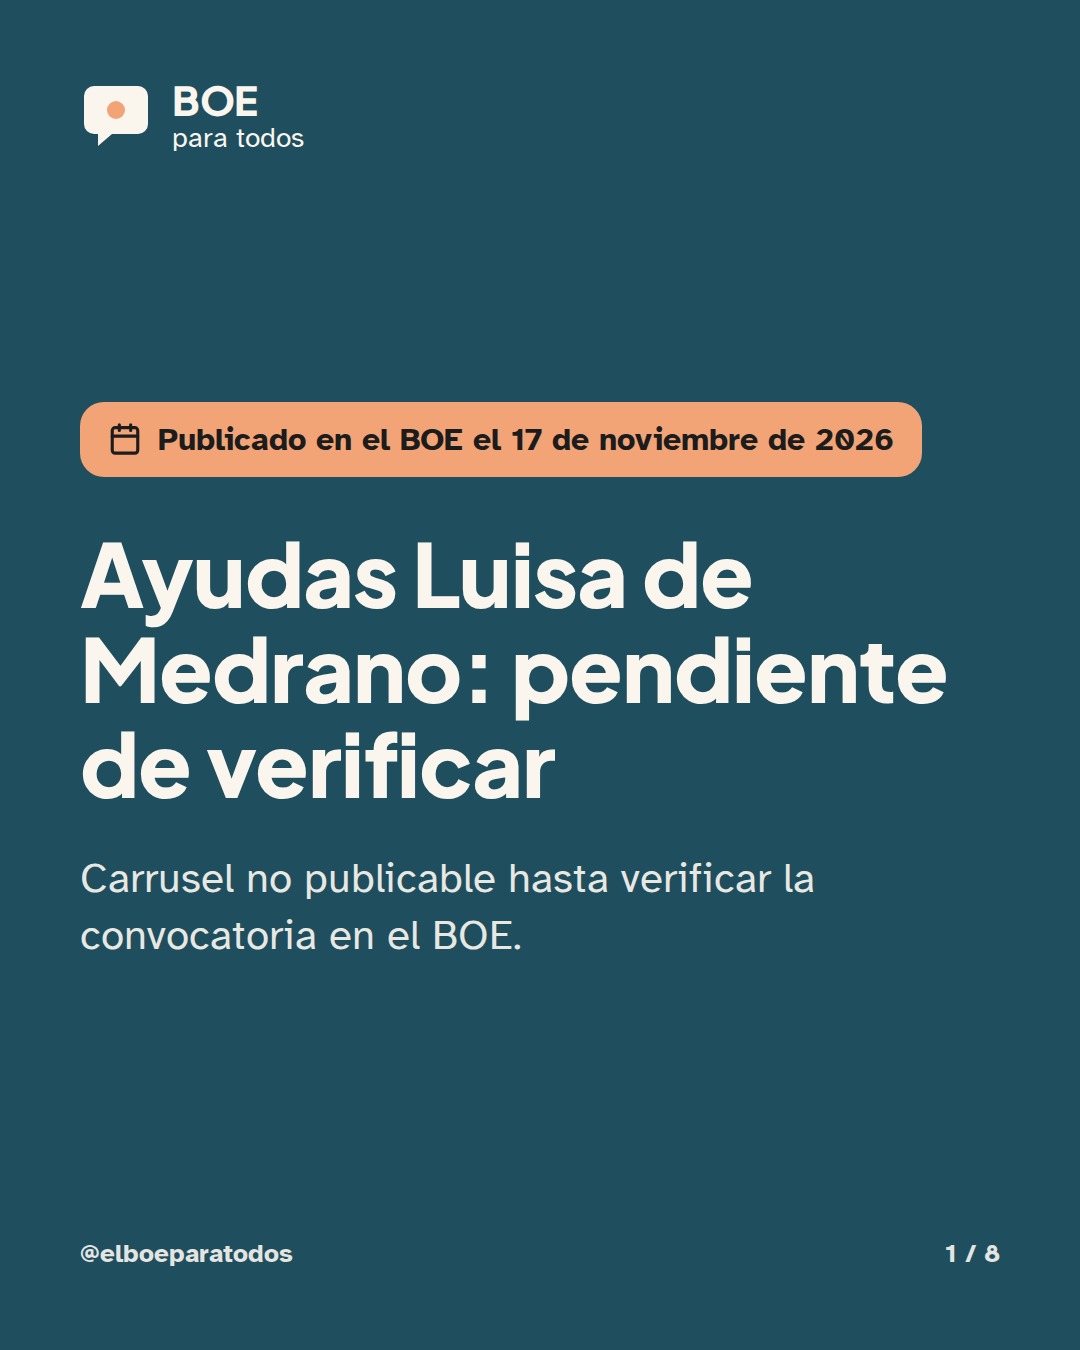 BOE
para todos
Publicado en el BOE el 17 de noviembre de 2026
Ayudas Luisa de
Medrano: pendiente
de verificar
Carrusel no publicable hasta verificar la
convocatoria en el BOE.
@elboeparatodos
1 / 8